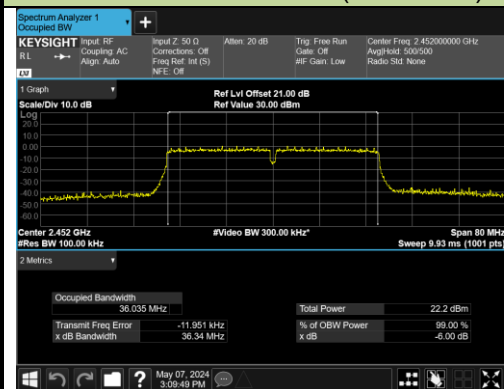 Spectrum Analyzer 1
Occupied BW
+
KEYSIGHT Input: RF Input Z: 50 Ω Atten: 20 dB Trig: Free Run Center Freq: 2.452000000 GHz
RL Coupling: AC Corrections: Off Gate: Off Avg|Hold: 500/500
Align: Auto Freq Ref: Int (S) #IF Gain: Low Radio Std: None
LXI NFE: Off
1 Graph
Ref Lvl Offset 21.00 dB
Scale/Div 10.0 dB Ref Value 30.00 dBm
Log
20.0
10.0
0.00
-10.0
-20.0
-30.0
-40.0
-50.0
-60.0
Center 2.452 GHz #Video BW 300.00 kHz* Span 80 MHz
#Res BW 100.00 kHz Sweep 9.93 ms (1001 pts)
2 Metrics
Occupied Bandwidth
36.035 MHz Total Power 22.2 dBm
Transmit Freq Error -11.951 kHz % of OBW Power 99.00 %
x dB Bandwidth 36.34 MHz x dB -6.00 dB
? May 07, 2024
3:09:49 PM